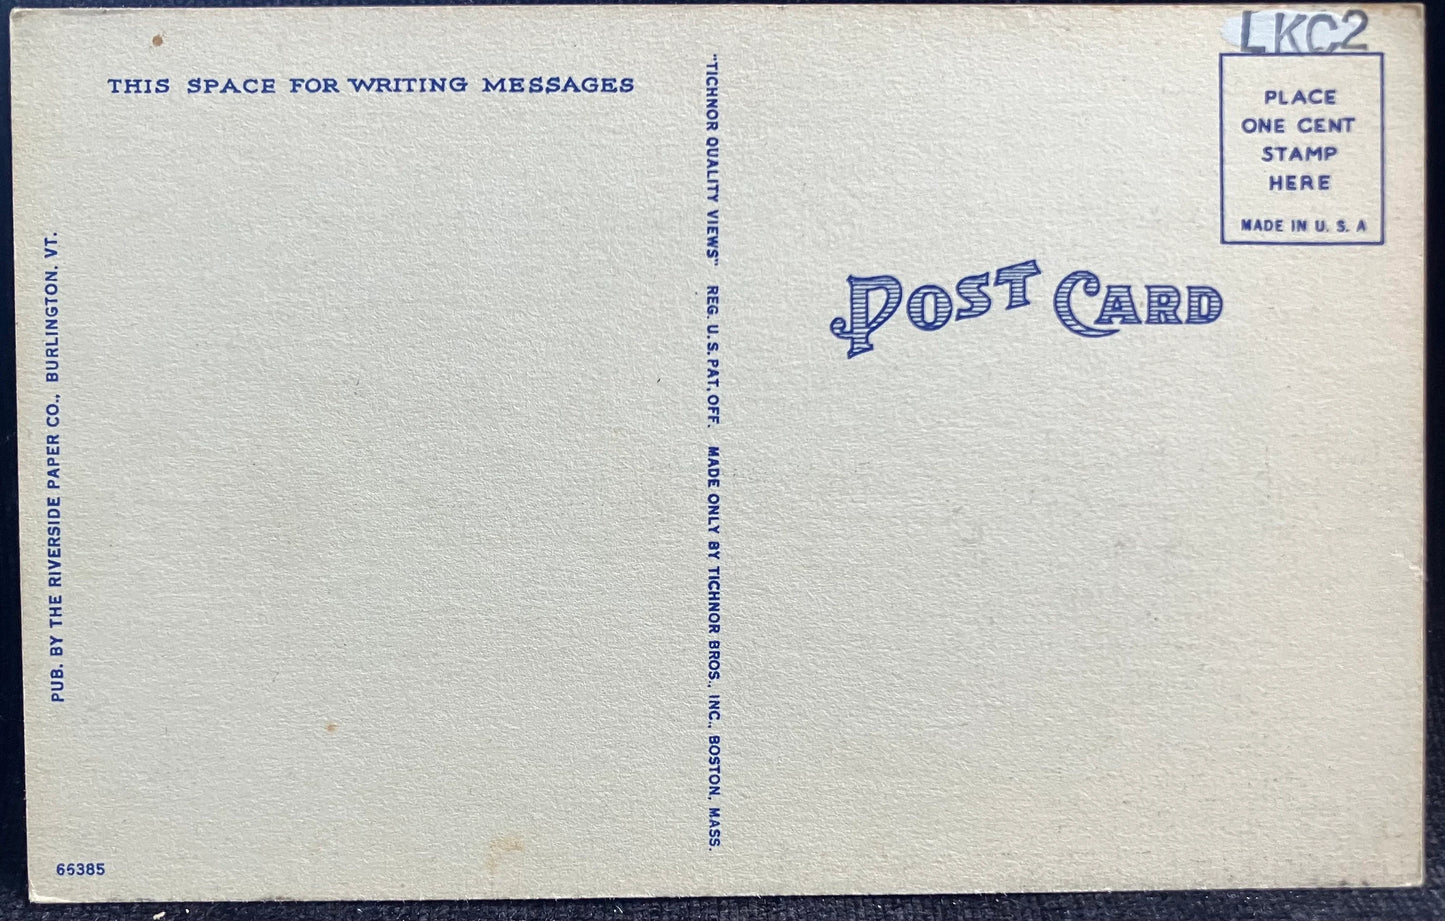 LKC2
THIS SPACE FOR WRITING MESSAGES
PLACE
ONE CENT
STAMP
HERE
MADE IN U. S. A
POST CARD
PUB. BY THE RIVERSIDE PAPER CO., BURLINGTON, VT.
"TICHNOR QUALITY VIEWS" REG. U. S. PAT. OFF. MADE ONLY BY TICHNOR BROS., INC., BOSTON, MASS.
66385